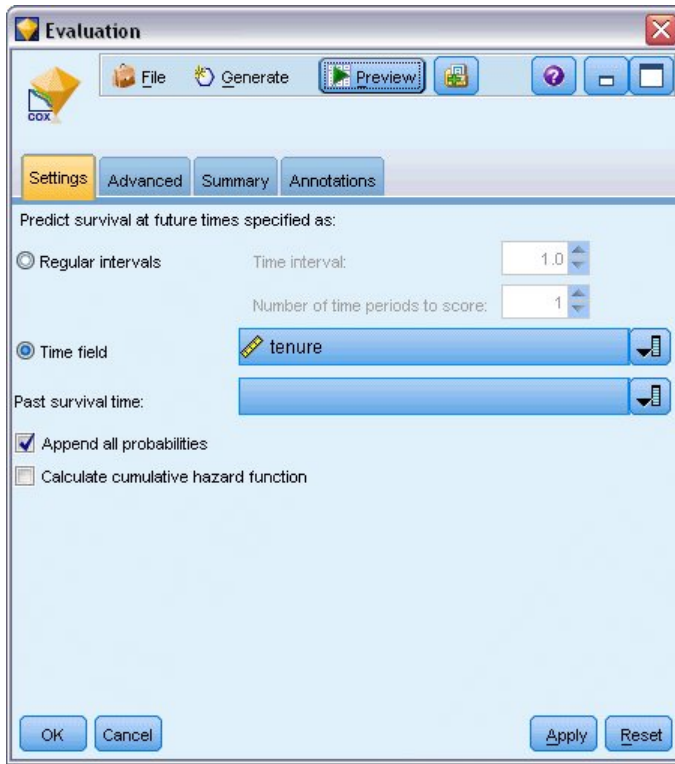 Evaluation
File Generate Preview
COX
Settings Advanced Summary Annotations
Predict survival at future times specified as:
Regular intervals Time interval: 1.0
Number of time periods to score: 1
Time field tenure
Past survival time:
Append all probabilities
Calculate cumulative hazard function
OK Cancel Apply Reset